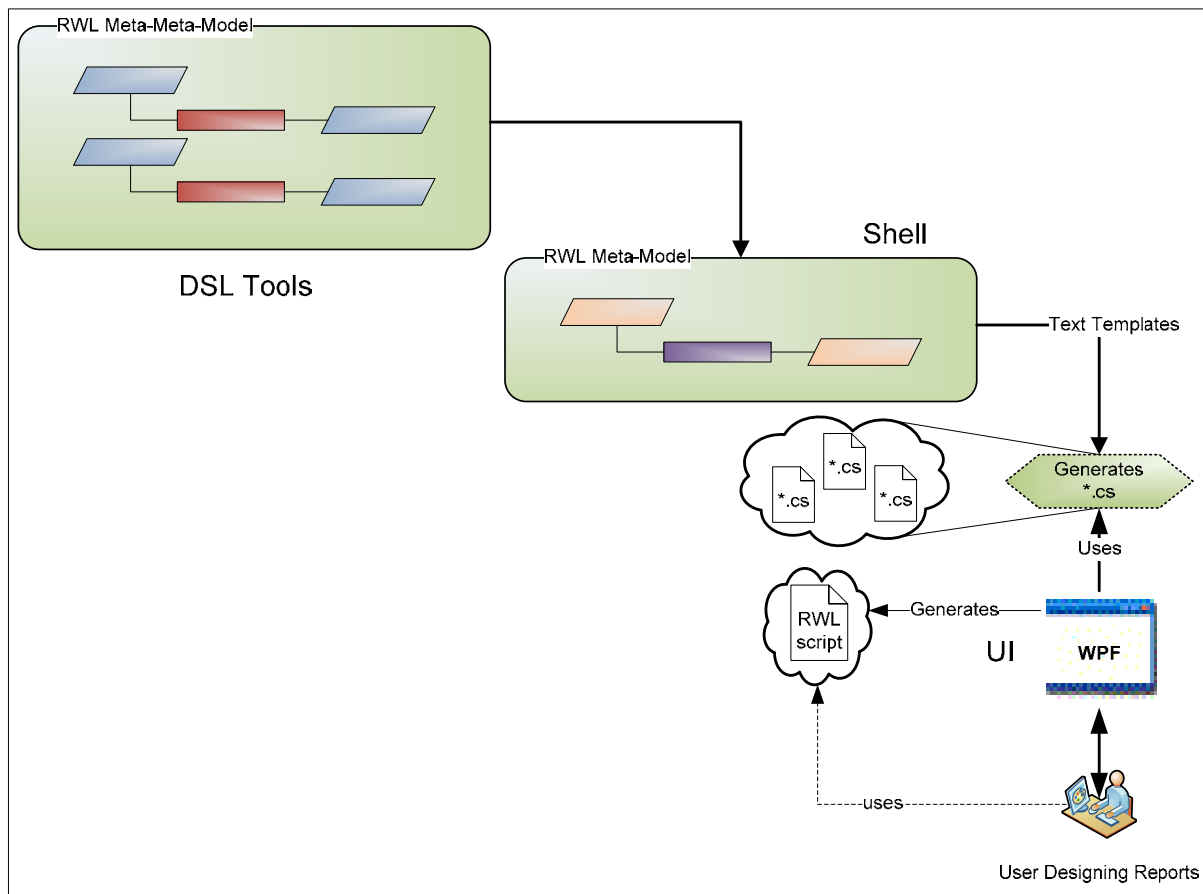 RWL Meta-Meta-Model
DSL Tools
Shell
RWL Meta-Model
Text Templates
*.cs
*.cs
*.cs
Generates
*.cs
Uses
RWL
script
Generates
UI
WPF
uses
User Designing Reports